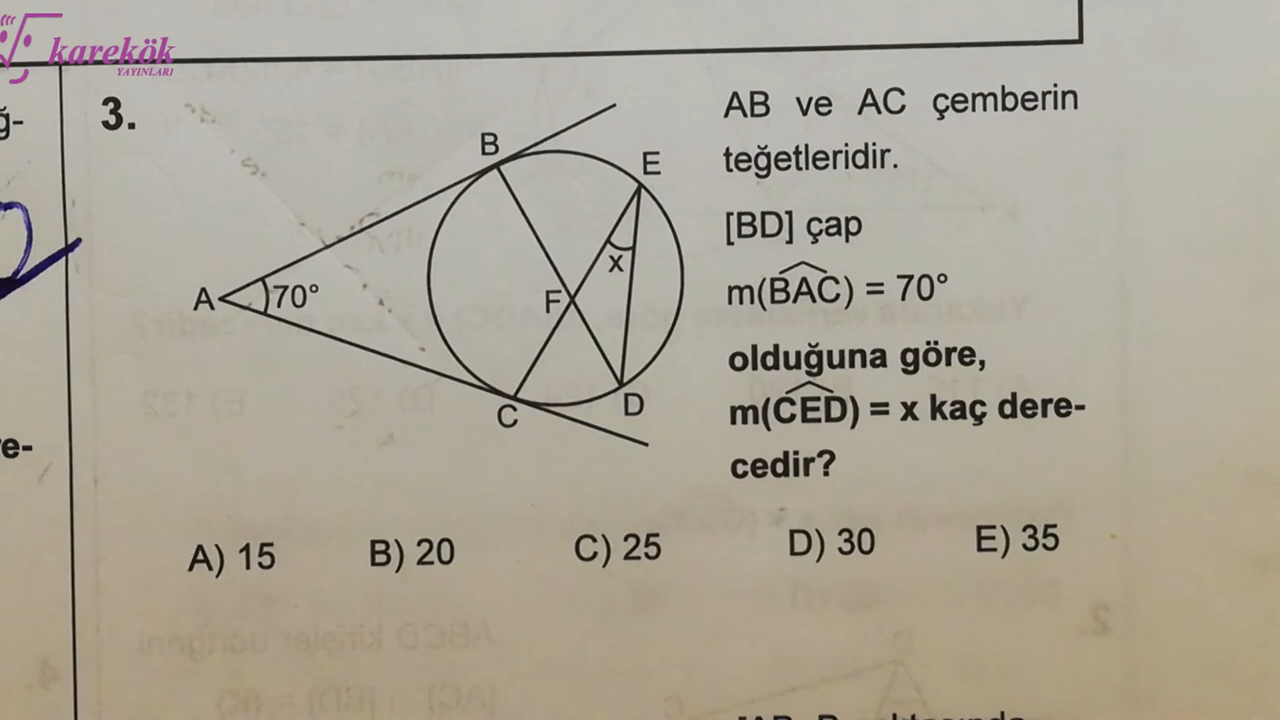 karekök
YAYINLARI
ğ-
3.
AB ve AC çemberin
teğetleridir.
[BD] çap
m(BAC) = 70°
olduğuna göre,
m(CED) = x kaç dere-
cedir?
B
E
x
A
70°
F
C
D
e-
A) 15 B) 20 C) 25 D) 30 E) 35